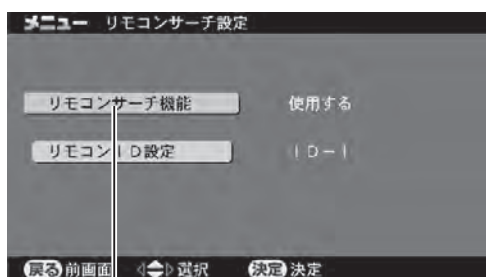 メニュー リモコンサーチ設定
リモコンサーチ機能 使用する
リモコンID設定 ID-1
戻る 前画面 選択 決定 決定